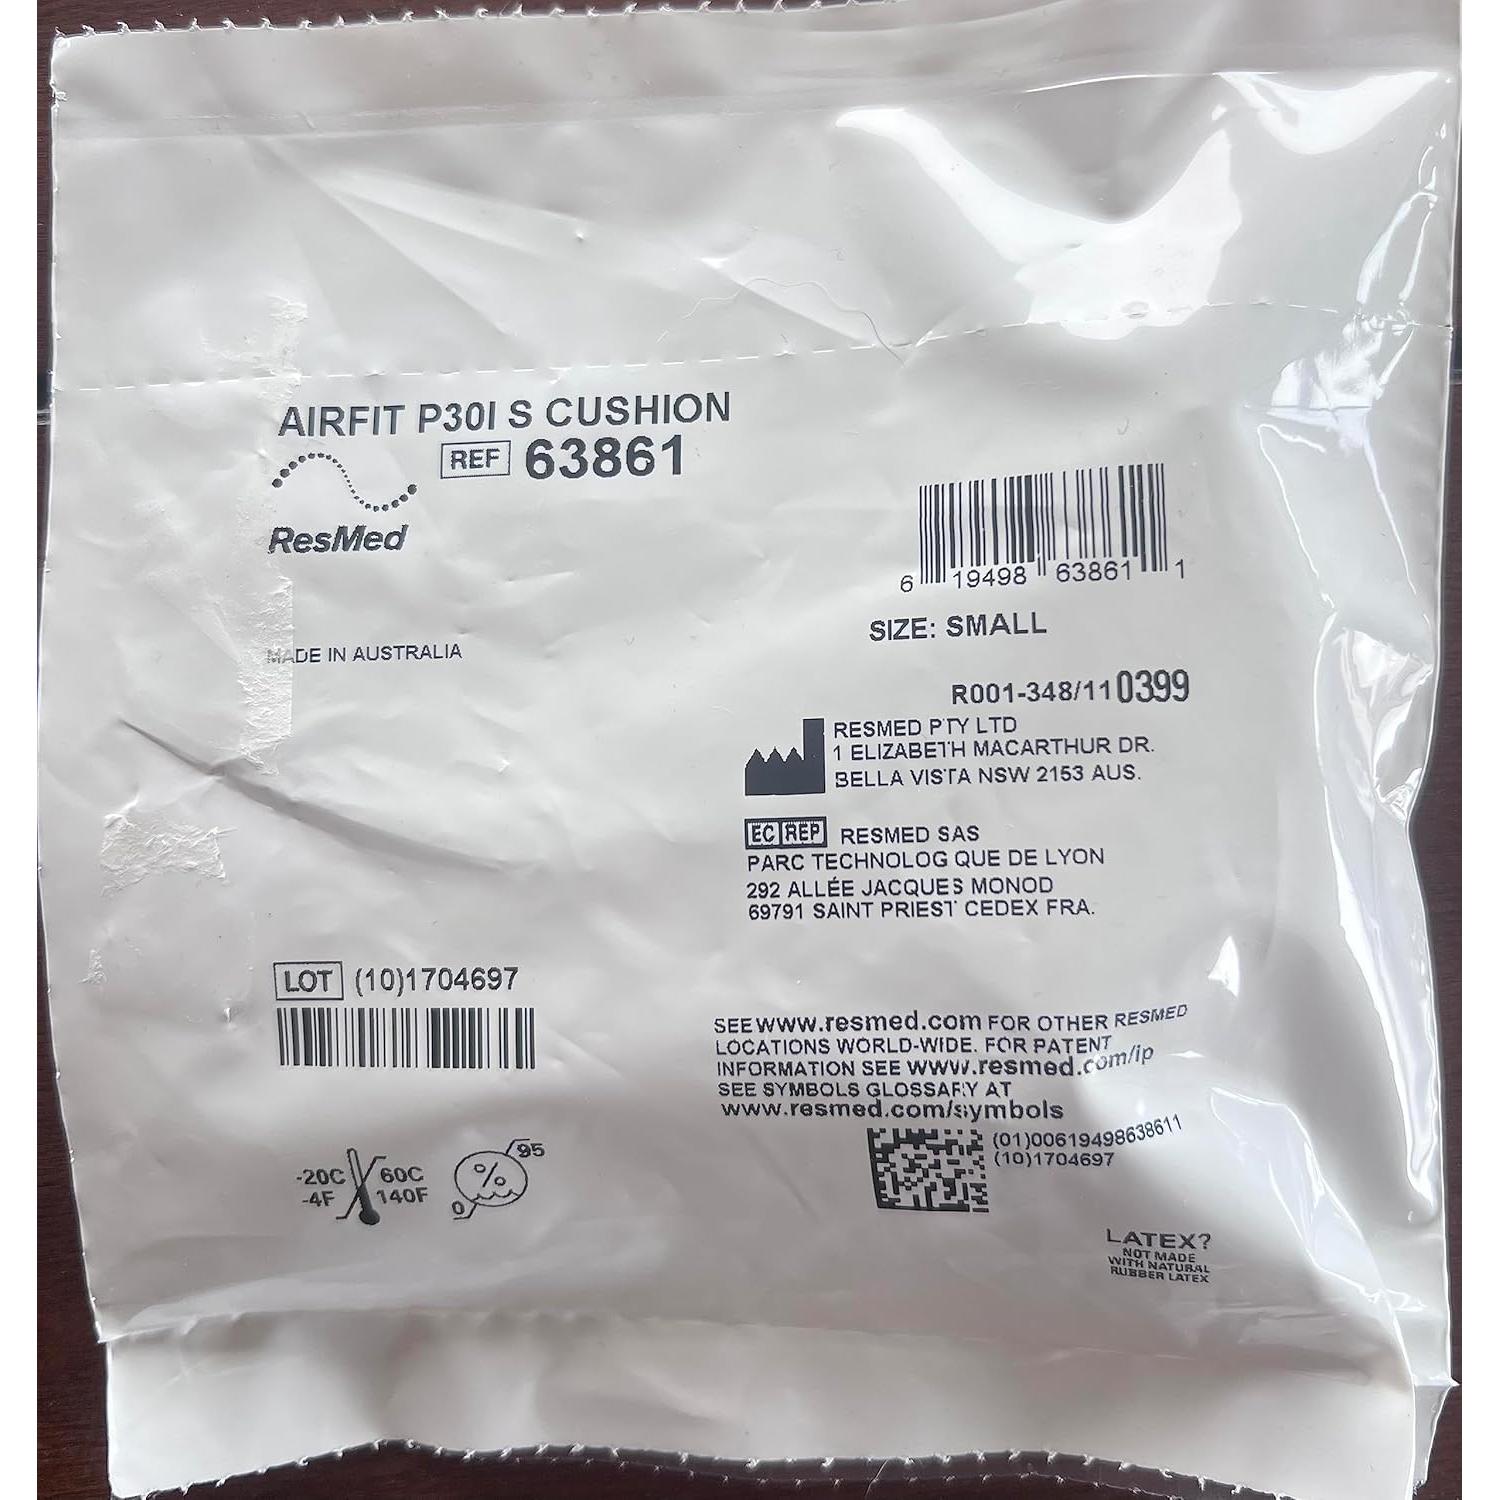 AIRFIT P30I S CUSHION
REF 63861
ResMed
6 19498 63861 1
SIZE: SMALL
MADE IN AUSTRALIA
R001-348/11 0399
RESMED PTY LTD
1 ELIZABETH MACARTHUR DR.
BELLA VISTA NSW 2153 AUS.
EC REP RESMED SAS
PARC TECHNOLOG QUE DE LYON
292 ALLÉE JACQUES MONOD
69791 SAINT PRIEST CEDEX FRA.
LOT (10)1704697
SEE www.resmed.com FOR OTHER RESMED
LOCATIONS WORLD-WIDE. FOR PATENT
INFORMATION SEE www.resmed.com/ip
SEE SYMBOLS GLOSSARY AT
www.resmed.com/symbols
(01)00619498638611
(10)1704697
-20C 60C
-4F 140F
95
%
0
LATEX?
NOT MADE
WITH NATURAL
RUBBER LATEX